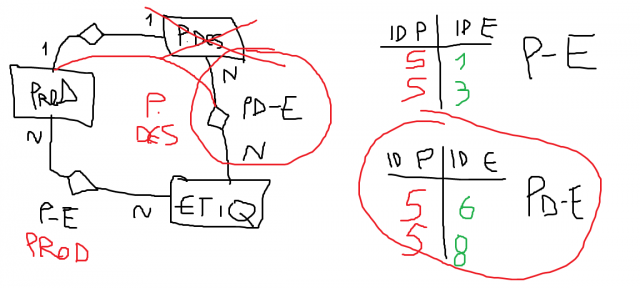 1
1
P.DES
PROD
N
PD-E
P.
DES
N
N
N
ETIQ
P-E
PROD
ID P ID E
5 1
5 3
P-E
ID P ID E
5 6
5 8
PD-E